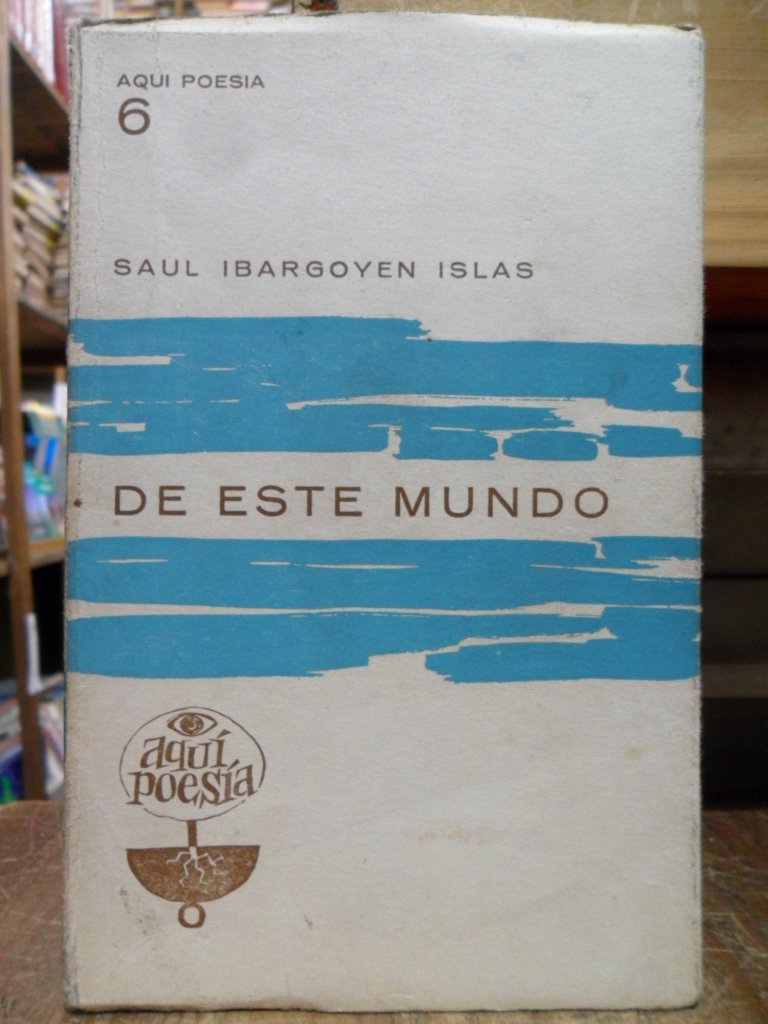 AQUI POESIA
6
SAUL IBARGOYEN ISLAS
DE ESTE MUNDO
aquí
poesía